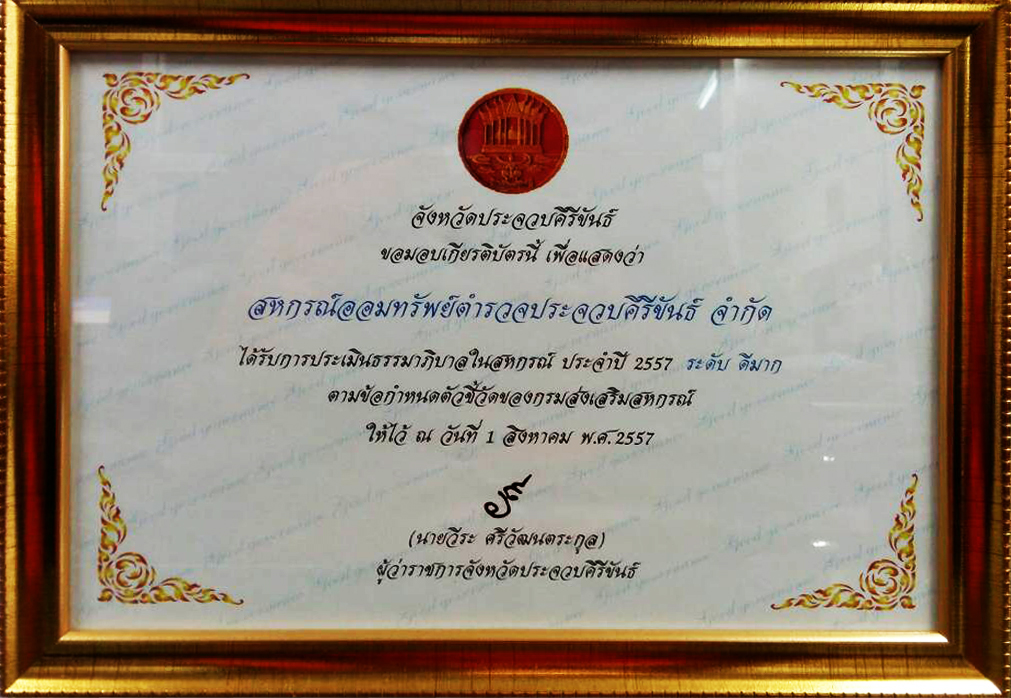 จังหวัดประจวบคีรีขันธ์
ขอมอบเกียรติบัตรนี้ เพื่อแสดงว่า
สหกรณ์ออมทรัพย์ตำรวจประจวบคีรีขันธ์ จำกัด
ได้รับการประเมินธรรมาภิบาลในสหกรณ์ ประจำปี 2557 ระดับ ดีมาก
ตามข้อกำหนดตัวชี้วัดของกรมส่งเสริมสหกรณ์
ให้ไว้ ณ วันที่ 1 สิงหาคม พ.ศ.2557
(นายวีระ ศรีวัฒนตระกูล)
ผู้ว่าราชการจังหวัดประจวบคีรีขันธ์